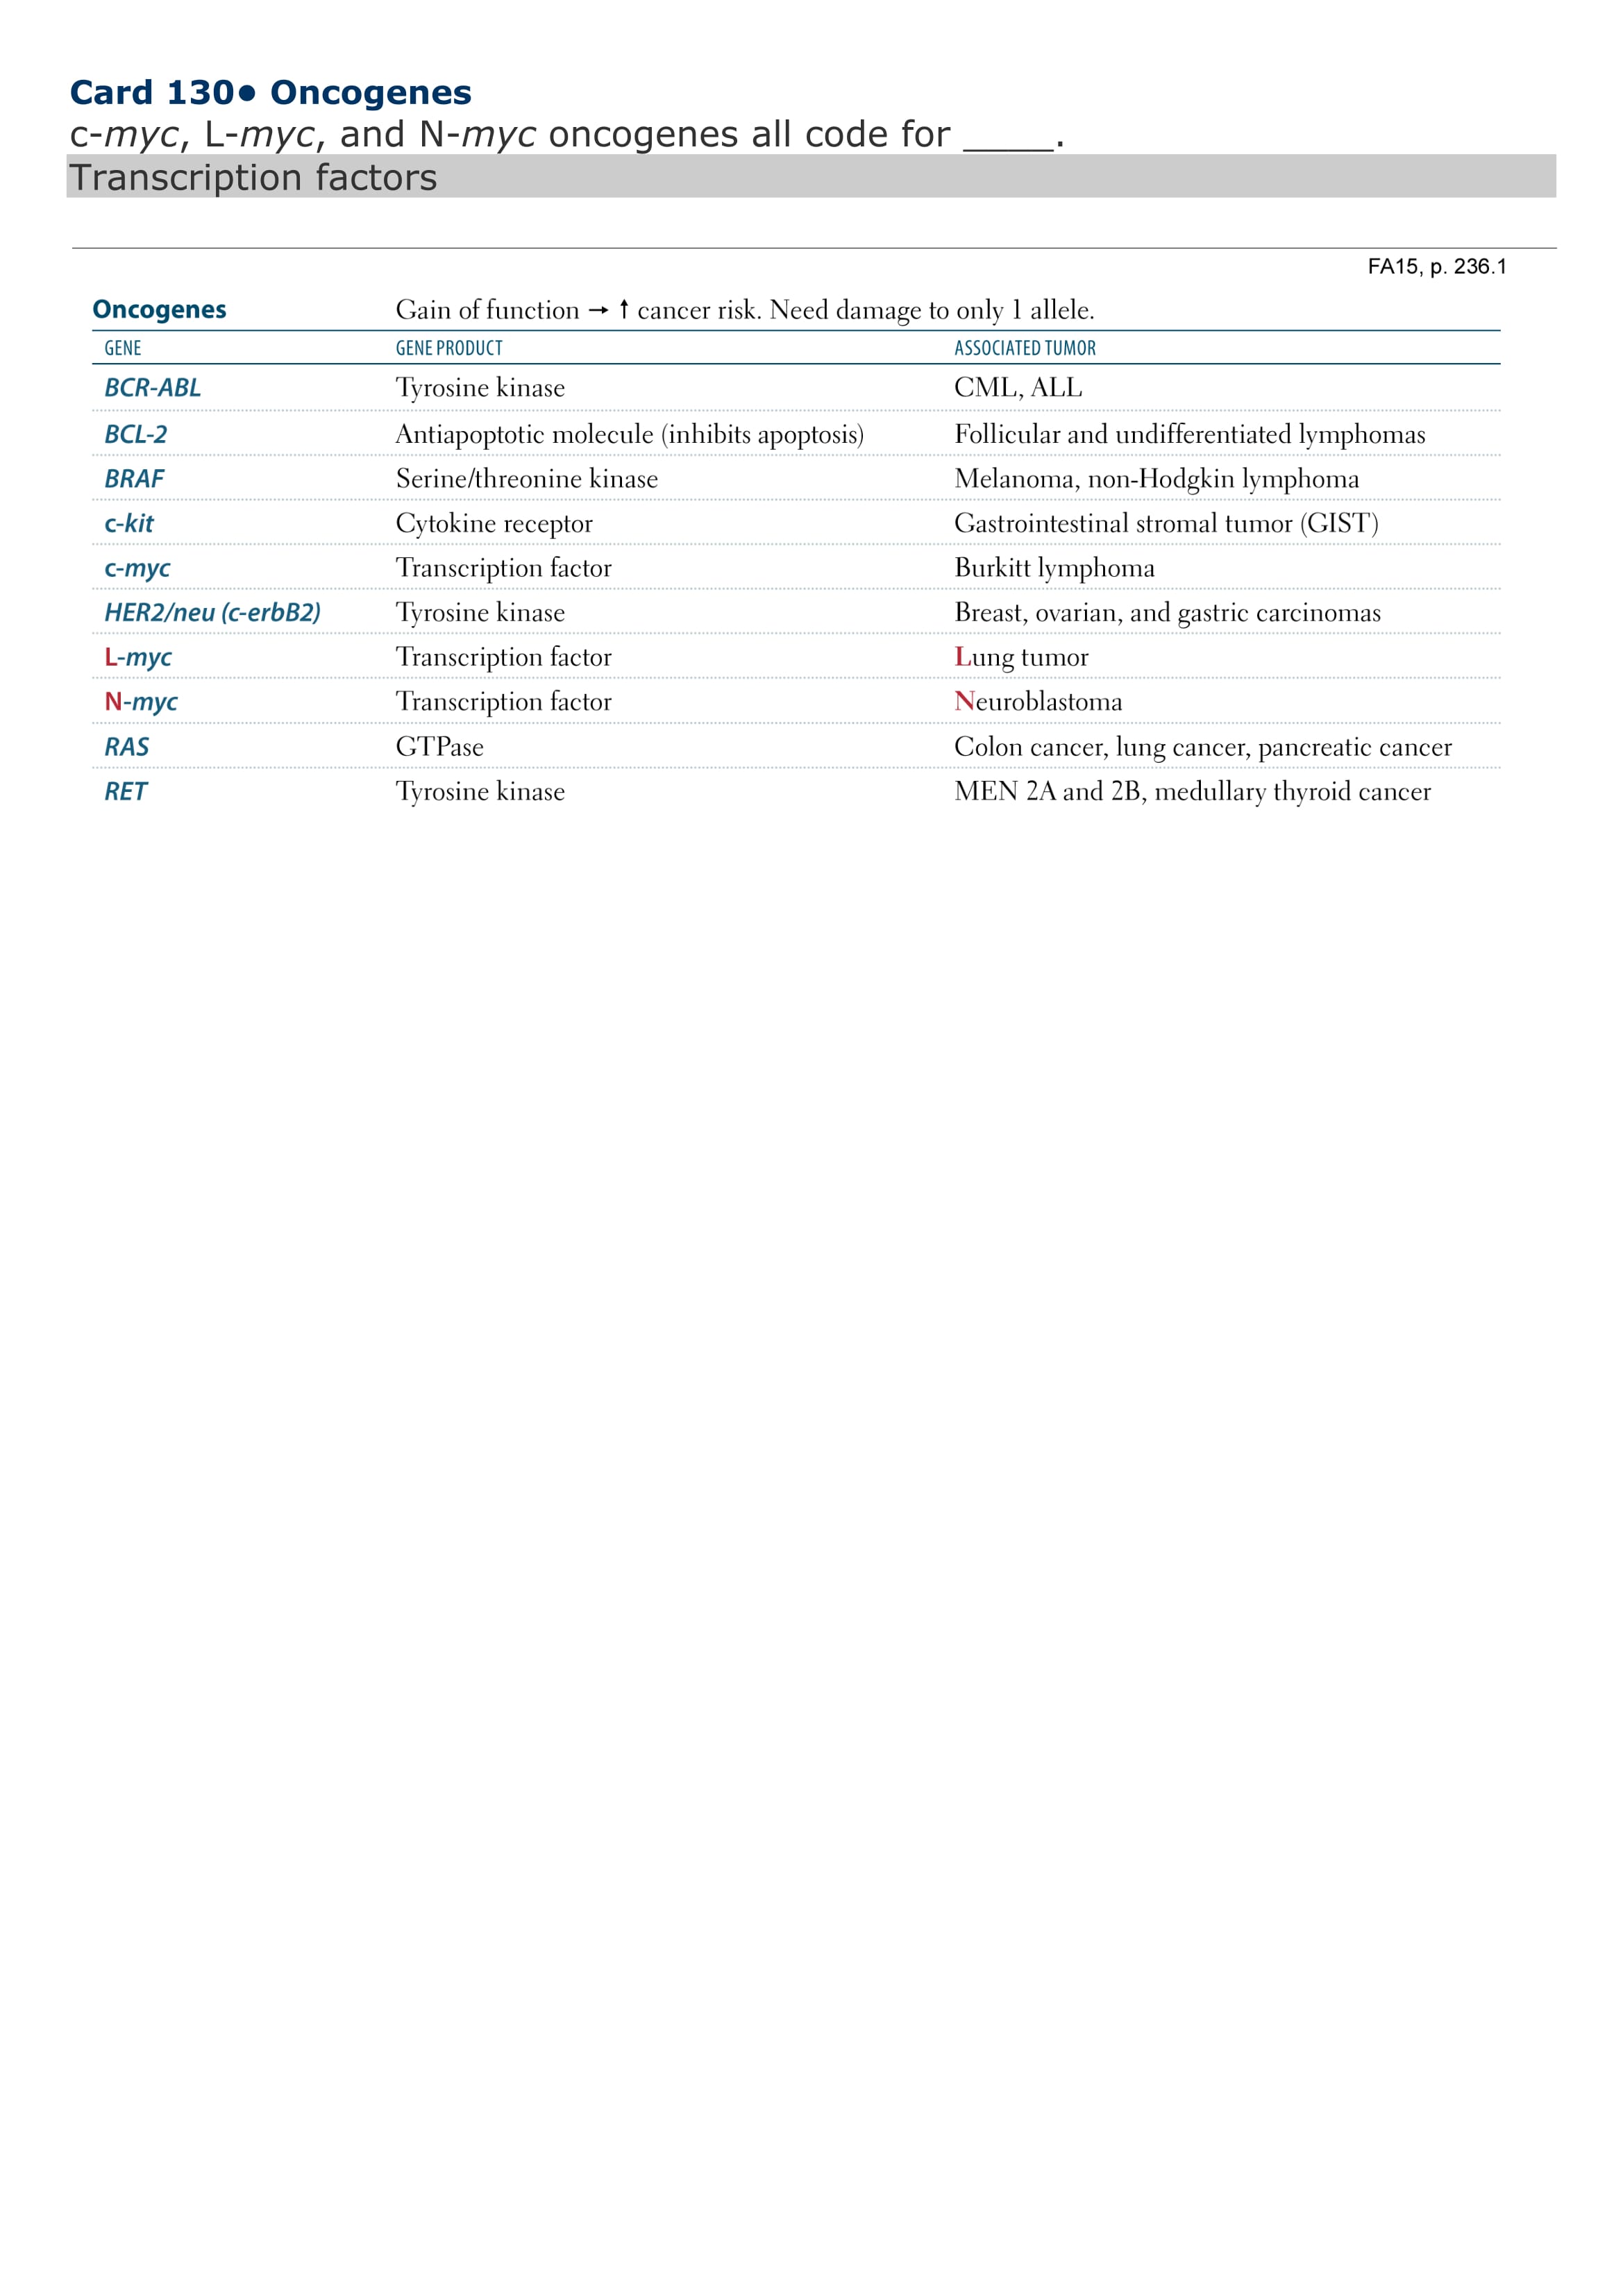 Card 130• Oncogenes
c-myc, L-myc, and N-myc oncogenes all code for _____.
Transcription factors
FA15, p. 236.1
Oncogenes Gain of function → ↑ cancer risk. Need damage to only 1 allele.
GENE GENE PRODUCT ASSOCIATED TUMOR
BCR-ABL Tyrosine kinase CML, ALL
BCL-2 Antiapoptotic molecule (inhibits apoptosis) Follicular and undifferentiated lymphomas
BRAF Serine/threonine kinase Melanoma, non-Hodgkin lymphoma
c-kit Cytokine receptor Gastrointestinal stromal tumor (GIST)
c-myc Transcription factor Burkitt lymphoma
HER2/neu (c-erbB2) Tyrosine kinase Breast, ovarian, and gastric carcinomas
L-myc Transcription factor Lung tumor
N-myc Transcription factor Neuroblastoma
RAS GTPase Colon cancer, lung cancer, pancreatic cancer
RET Tyrosine kinase MEN 2A and 2B, medullary thyroid cancer